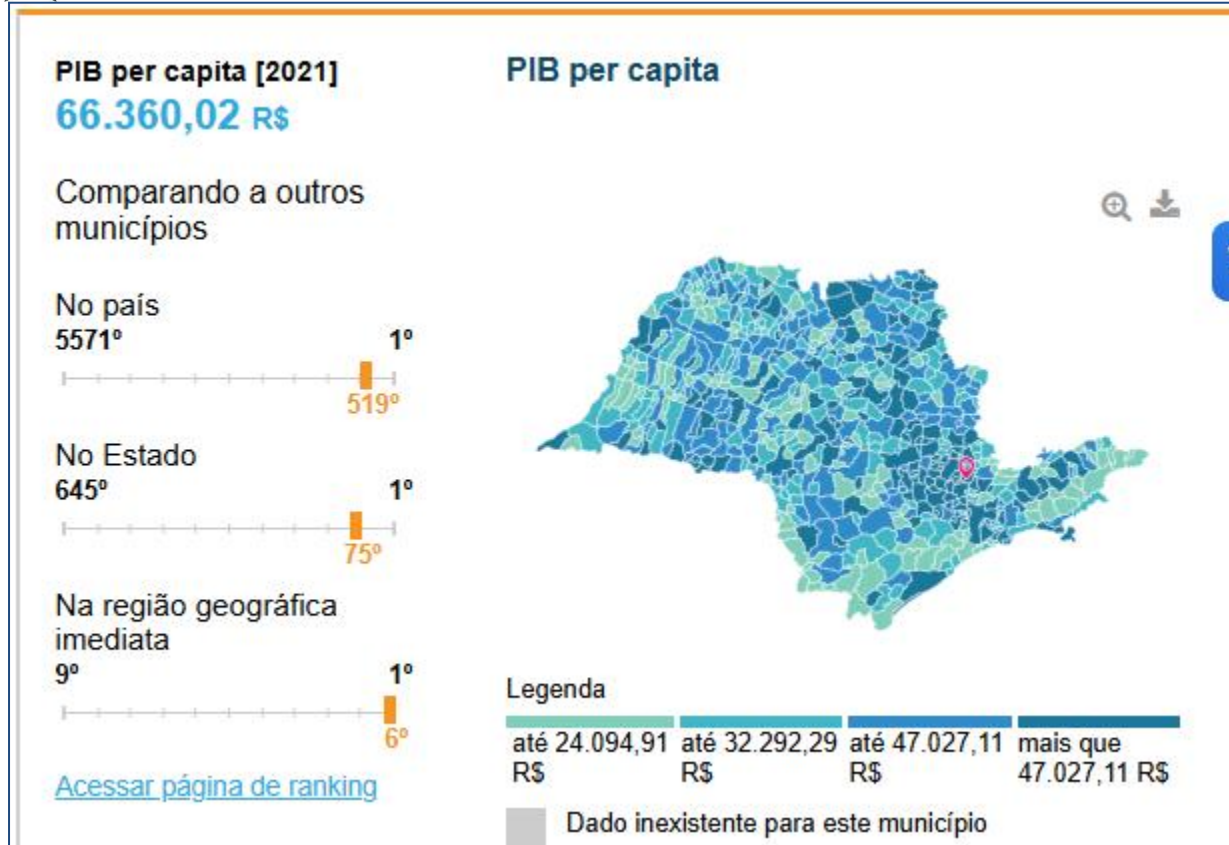 PIB per capita [2021]
66.360,02 R$
Comparando a outros
municípios
No país
5571º 1º
519º
No Estado
645º 1º
75º
Na região geográfica
imediata
9º 1º
6º
Acessar página de ranking
PIB per capita
Legenda
até 24.094,91 R$
até 32.292,29 R$
até 47.027,11 R$
mais que 47.027,11 R$
Dado inexistente para este município